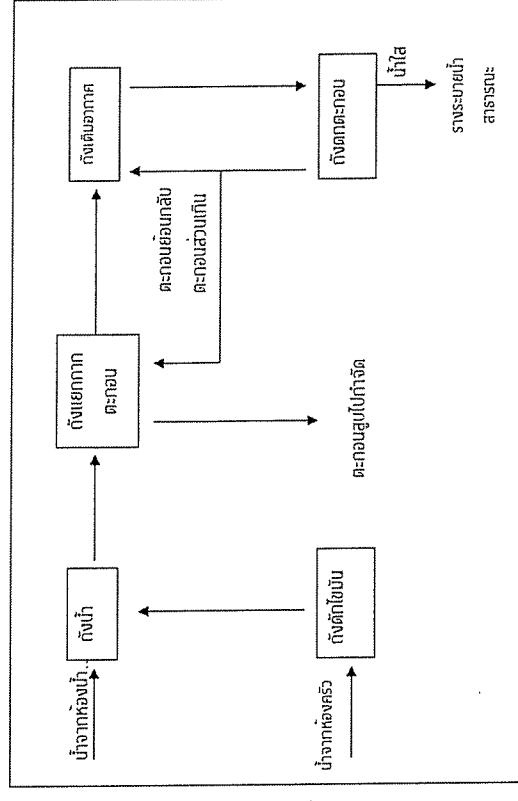 น้ำจากห้องน้ำ..
ถังน้ำ
ถังแยกกาก
ตะกอน
ถังเติมอากาศ
ตะกอนย้อนกลับ
ตะกอนส่วนเกิน
น้ำจากห้องครัว
ถังดักไขมัน
ตะกอนสูบไปกำจัด
ถังตกตะกอน
น้ำใส
รางระบายน้ำ
สาธารณะ